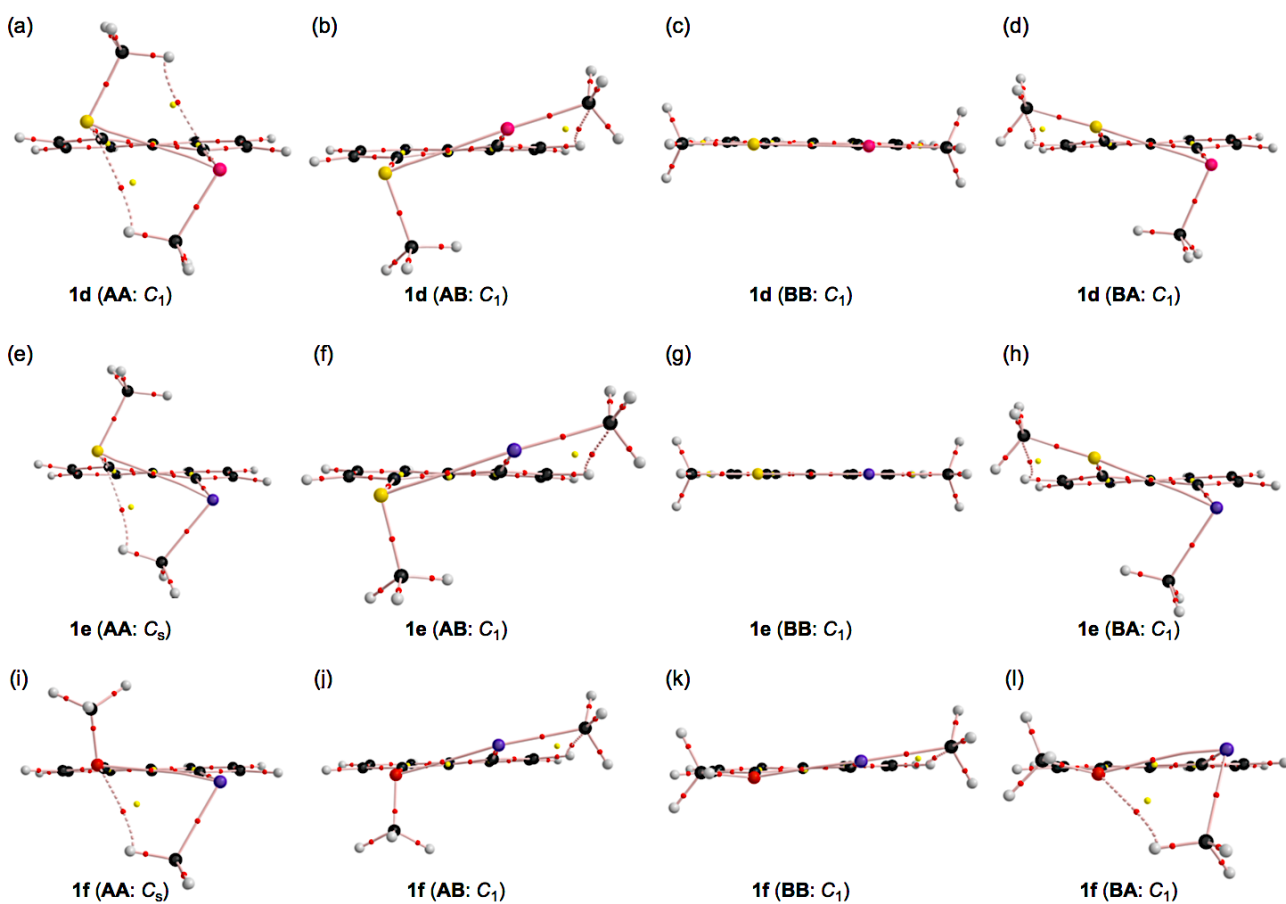 (a) (b) (c) (d)
1d (AA: C1) 1d (AB: C1) 1d (BB: C1) 1d (BA: C1)
(e) (f) (g) (h)
1e (AA: Cs) 1e (AB: C1) 1e (BB: C1) 1e (BA: C1)
(i) (j) (k) (l)
1f (AA: Cs) 1f (AB: C1) 1f (BB: C1) 1f (BA: C1)